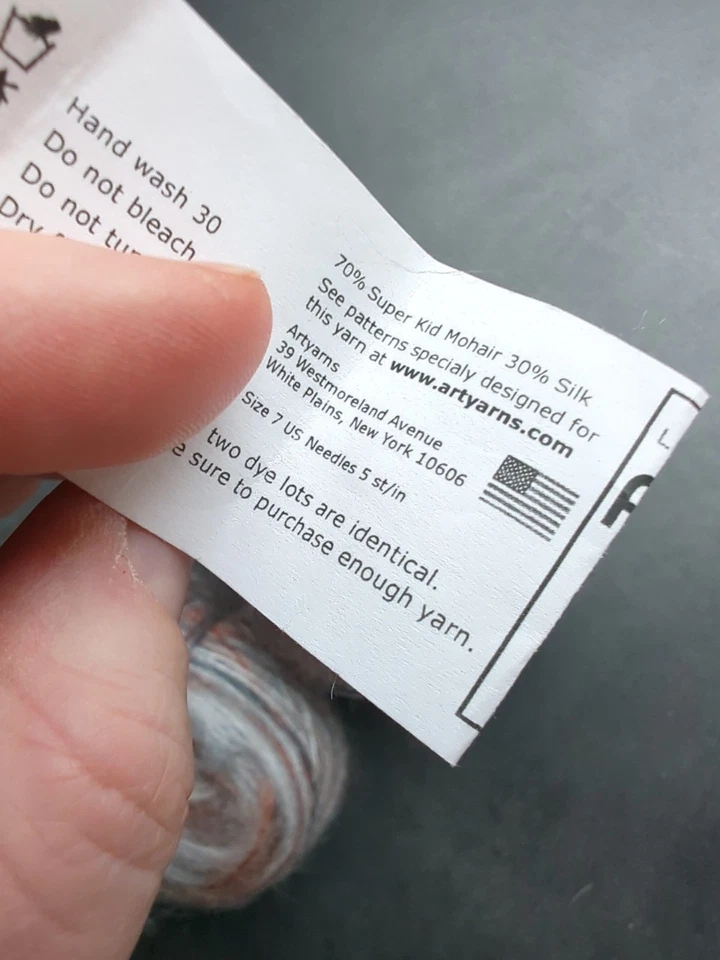 Hand wash 30
Do not bleach
Do not
Dry
70% Super Kid Mohair 30% Silk
See patterns specialy designed for
this yarn at www.artyarns.com
Artyarns
39 Westmoreland Avenue
White Plains, New York 10606
Size 7 US Needles 5 st/in
two dye lots are identical.
sure to purchase enough yarn.
L
A